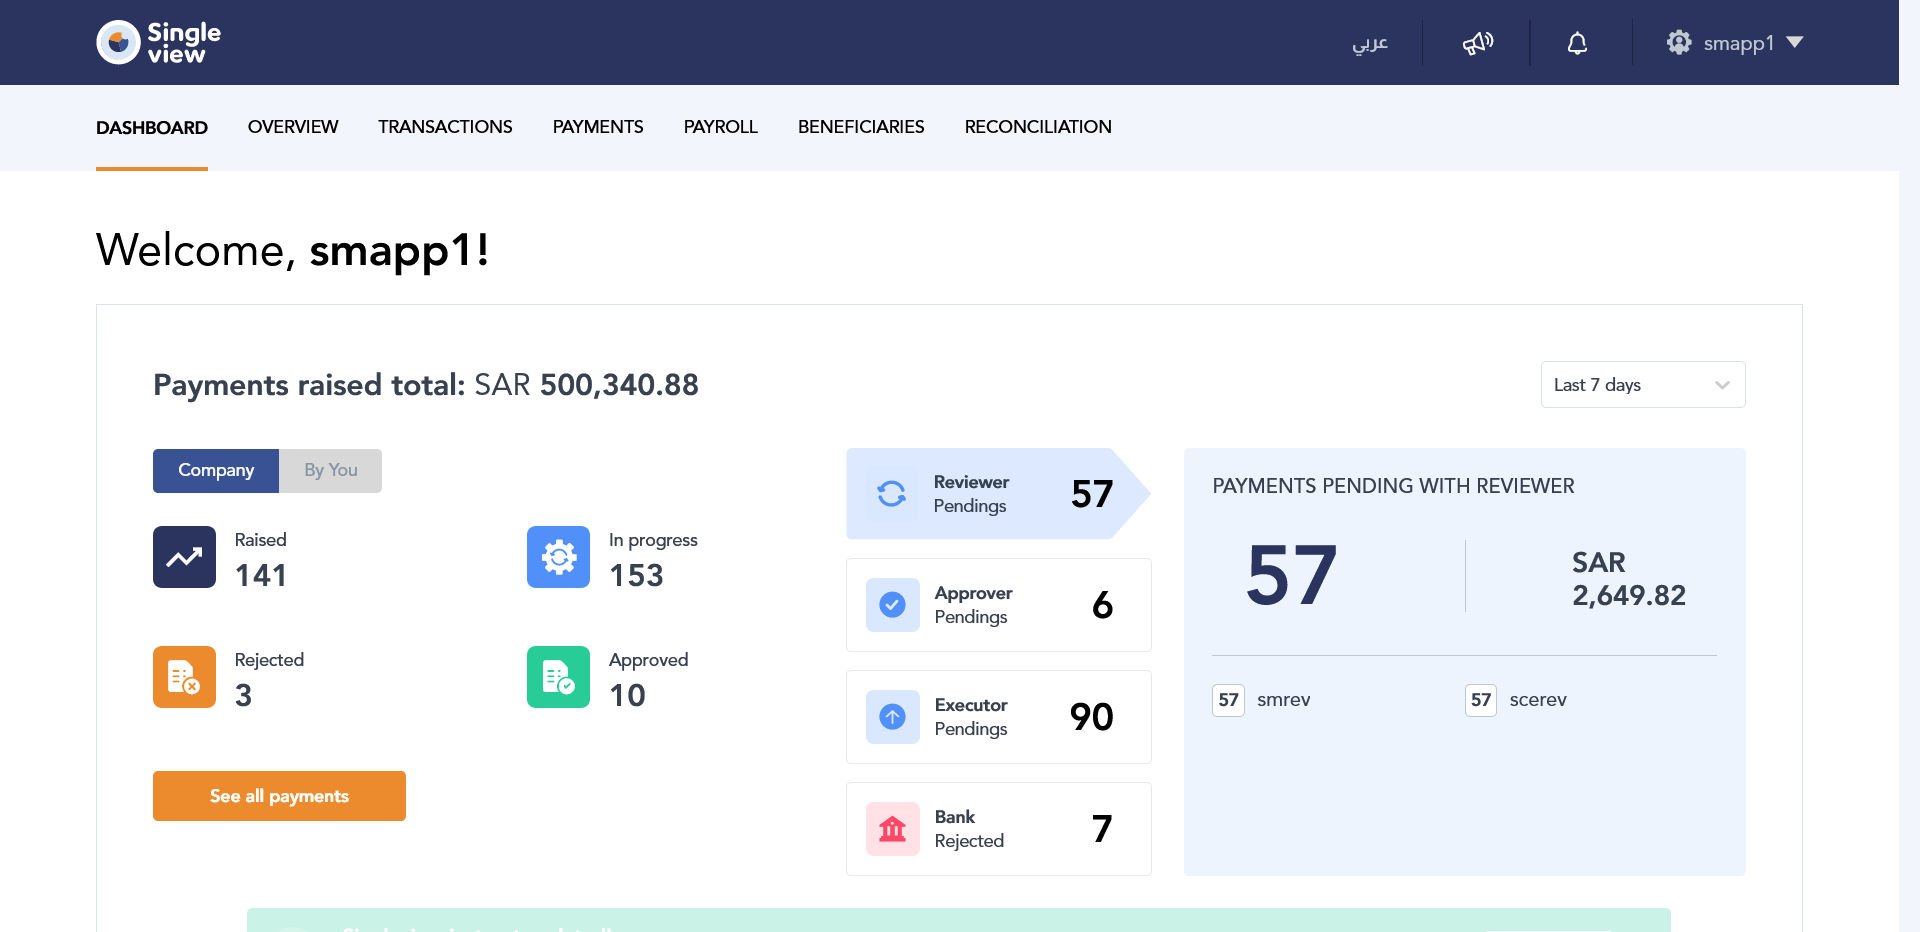 Single
view
عربي
smapp1
DASHBOARD OVERVIEW TRANSACTIONS PAYMENTS PAYROLL BENEFICIARIES RECONCILIATION
Welcome, smapp1!
Payments raised total: SAR 500,340.88
Last 7 days
Company By You
Raised
141
In progress
153
Rejected
3
Approved
10
See all payments
Reviewer
Pendings
57
Approver
Pendings
6
Executor
Pendings
90
Bank
Rejected
7
PAYMENTS PENDING WITH REVIEWER
57
SAR
2,649.82
57 smrev
57 scerev